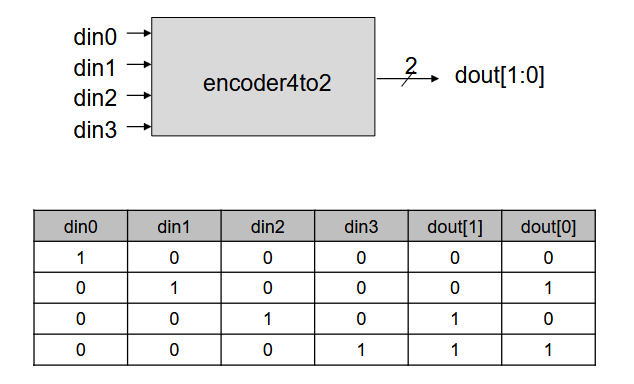 din0
din1
din2
din3
encoder4to2
2
dout[1:0]
din0 din1 din2 din3 dout[1] dout[0]
1 0 0 0 0 0
0 1 0 0 0 1
0 0 1 0 1 0
0 0 0 1 1 1